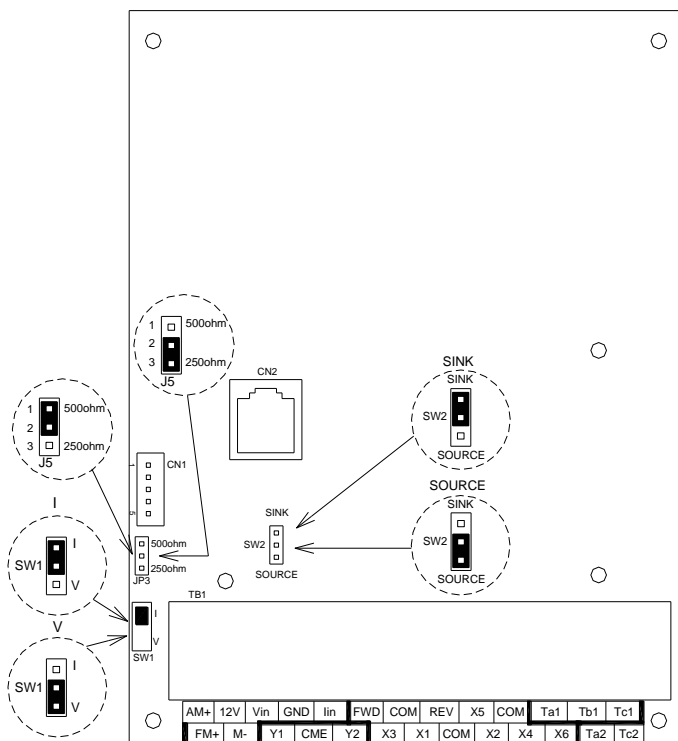 1
500ohm
2
3
250ohm
J5
CN2
SINK
SINK
SW2
SOURCE
1
500ohm
2
3
250ohm
J5
1
CN1
5
SOURCE
SINK
SW2
SOURCE
I
I
SW1
V
SINK
SW2
SOURCE
500ohm
250ohm
JP3
TB1
V
I
SW1
V
I
V
SW1
AM+ 12V Vin GND Iin FWD COM REV X5 COM Ta1 Tb1 Tc1
FM+ M- Y1 CME Y2 X3 X1 COM X2 X4 X6 Ta2 Tc2